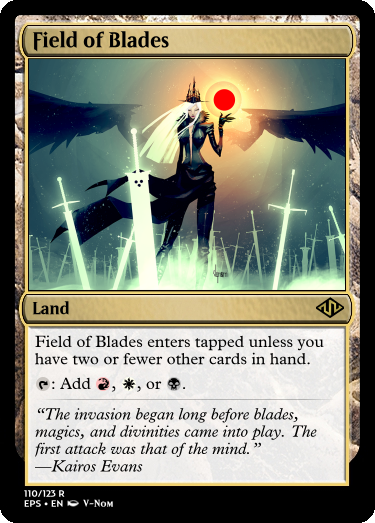 Field of Blades
Land
Field of Blades enters tapped unless you
have two or fewer other cards in hand.
: Add , , or .
“The invasion began long before blades,
magics, and divinities came into play. The
first attack was that of the mind.”
—Kairos Evans
110/123 R
EPS • EN V-Nom